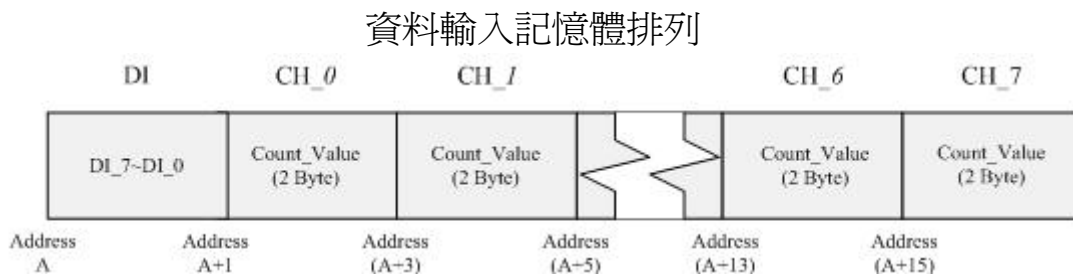 資料輸入記憶體排列
DI CH_0 CH_1 CH_6 CH_7
DI_7~DI_0 Count_Value Count_Value Count_Value Count_Value
(2 Byte) (2 Byte) (2 Byte) (2 Byte)
Address Address Address Address Address Address
A A+1 (A+3) (A+5) (A+13) (A+15)